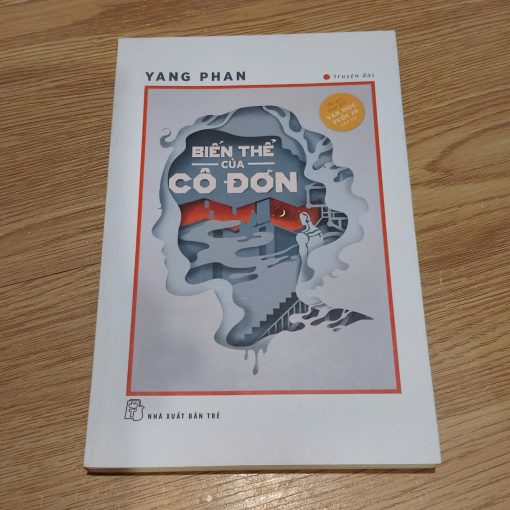 YANG PHAN
truyện dài
VĂN HỌC
TUỔI 20
BIẾN THỂ
CỦA
CÔ ĐƠN
NHÀ XUẤT BẢN TRẺ